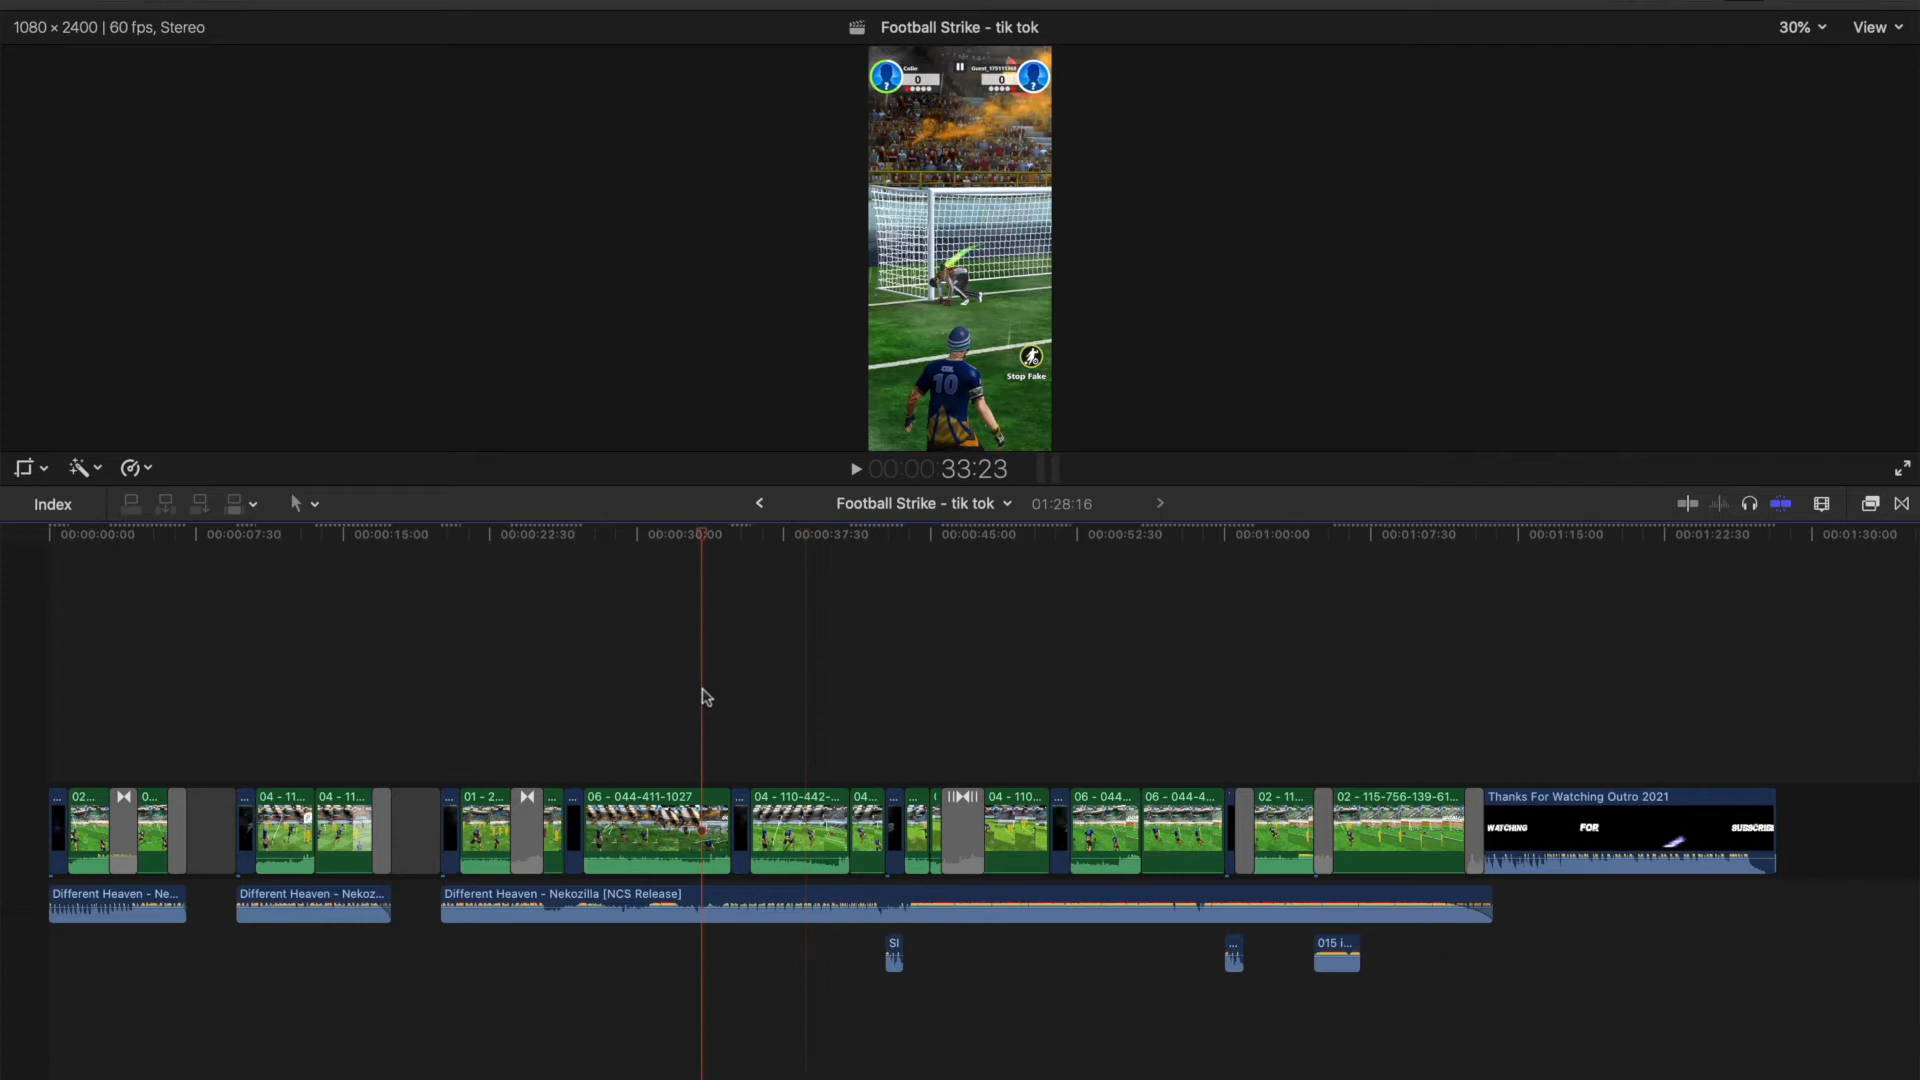 1080 × 2400 | 60 fps, Stereo
Football Strike - tik tok
30%
View
Colin
Guest_175111368
0
0
?
?
COL
10
Stop Fake
00:00:33:23
Index
Football Strike - tik tok
01:28:16
00:00:00:00
00:00:07:30
00:00:15:00
00:00:22:30
00:00:30:00
00:00:37:30
00:00:45:00
00:00:52:30
00:01:00:00
00:01:07:30
00:01:15:00
00:01:22:30
00:01:30:00
...
02...
0...
...
04 - 11...
04 - 11...
...
01 - 2...
...
...
06 - 044-411-1027
...
04 - 110-442-...
04...
...
...
04 - 110...
...
06 - 044...
06 - 044-4...
02 - 11...
02 - 115-756-139-61...
Thanks For Watching Outro 2021
WATCHING
FOR
SUBSCRIBE
Different Heaven - Ne...
Different Heaven - Nekoz...
Different Heaven - Nekozilla [NCS Release]
SI
...
015 i...